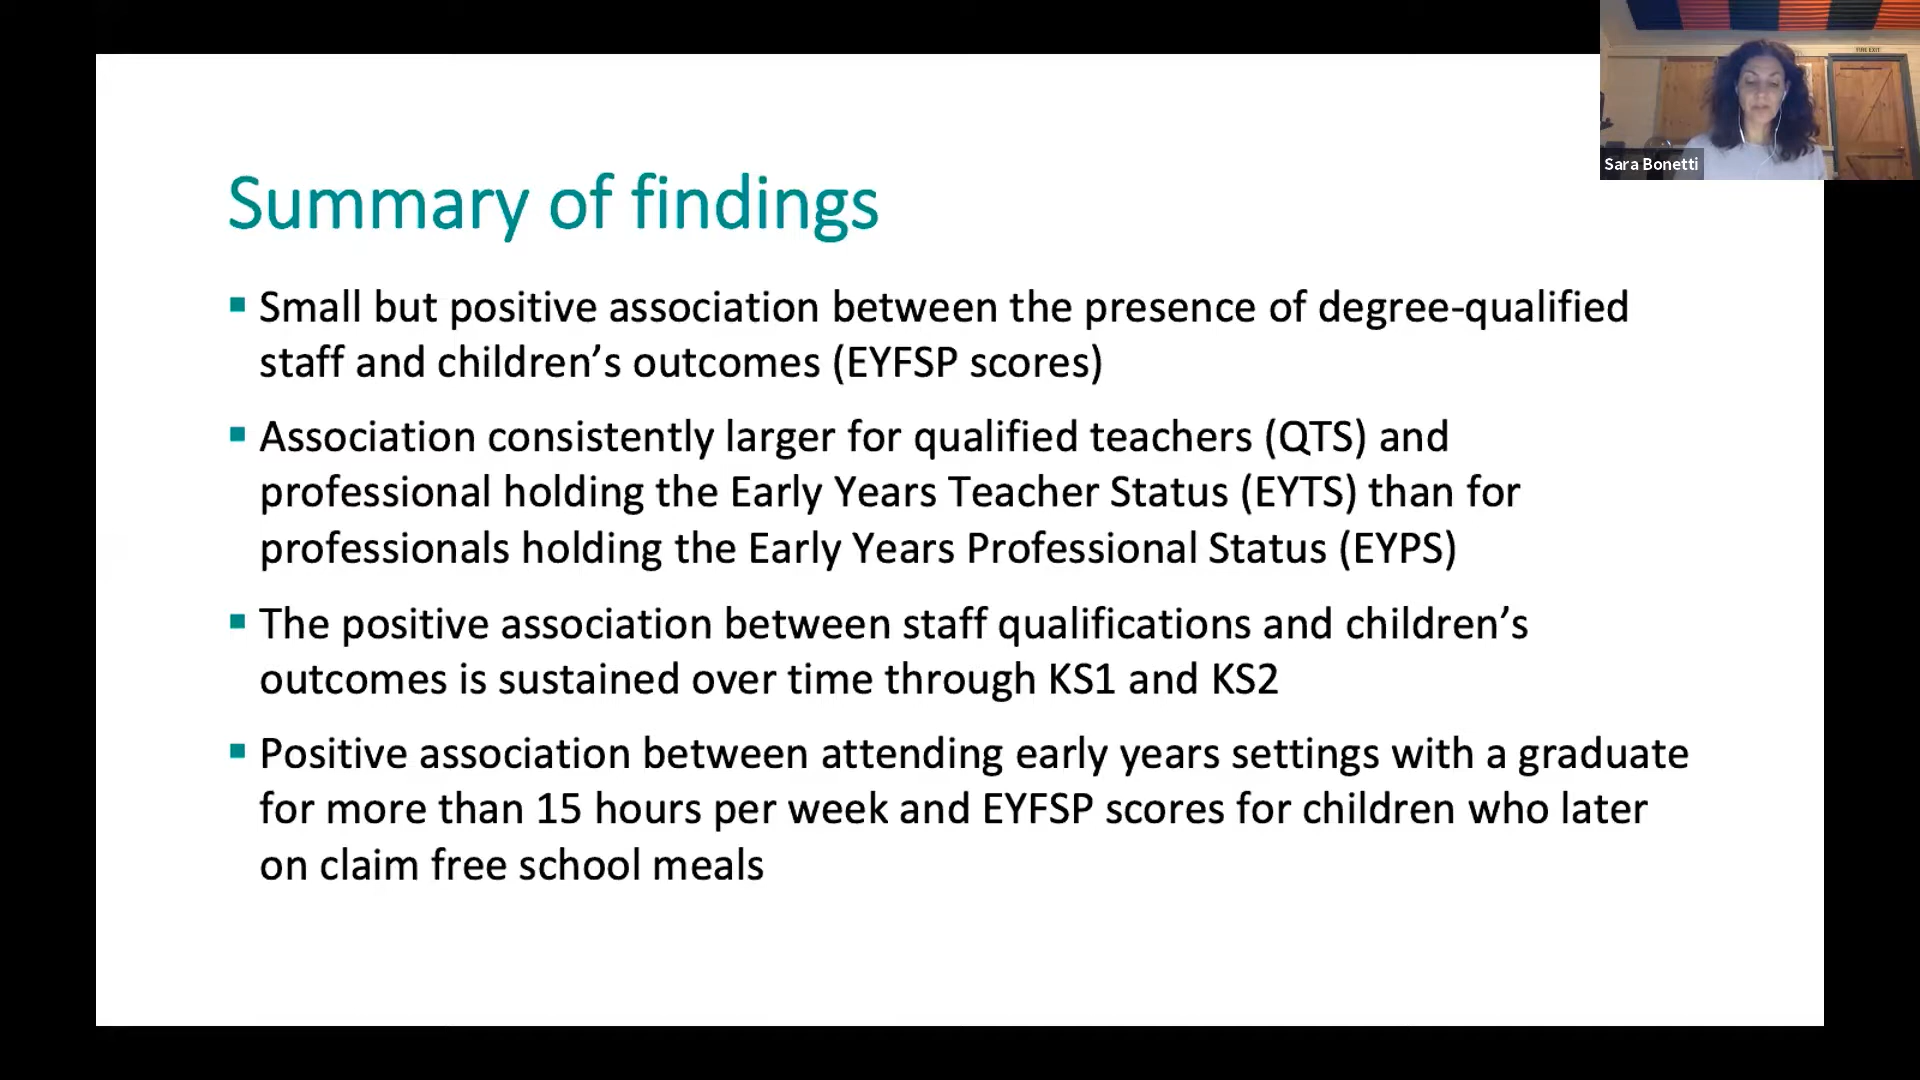 FIRE EXIT
Sara Bonetti
Summary of findings
▪ Small but positive association between the presence of degree-qualified
staff and children’s outcomes (EYFSP scores)
▪ Association consistently larger for qualified teachers (QTS) and
professional holding the Early Years Teacher Status (EYTS) than for
professionals holding the Early Years Professional Status (EYPS)
▪ The positive association between staff qualifications and children’s
outcomes is sustained over time through KS1 and KS2
▪ Positive association between attending early years settings with a graduate
for more than 15 hours per week and EYFSP scores for children who later
on claim free school meals